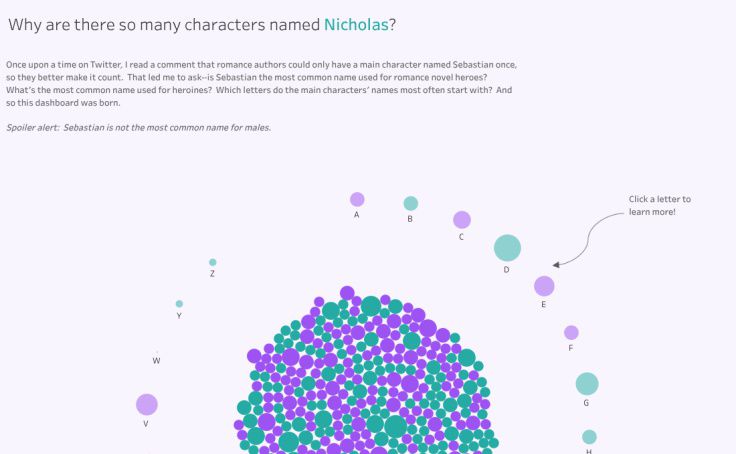 Why are there so many characters named Nicholas?
Once upon a time on Twitter, I read a comment that romance authors could only have a main character named Sebastian once,
so they better make it count.  That led me to ask--is Sebastian the most common name used for romance novel heroes?
What's the most common name used for heroines?  Which letters do the main characters' names most often start with?  And
so this dashboard was born.
Spoiler alert:  Sebastian is not the most common name for males.
Click a letter to
learn more!
A
B
C
D
E
F
G
H
Z
Y
W
V